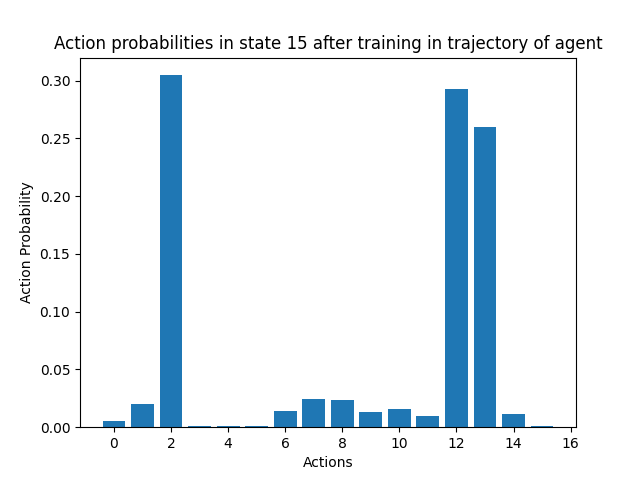 Action probabilities in state 15 after training in trajectory of agent
0.30
0.25
0.20
0.15
0.10
0.05
0.00
Action Probability
0 2 4 6 8 10 12 14 16
Actions